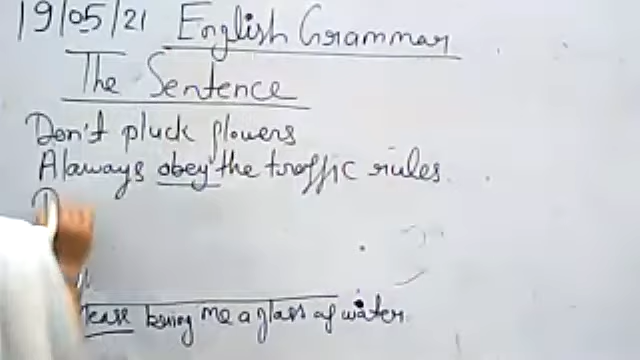 19/05/21 English Grammar
The Sentence
Don't pluck flowers
Alaways obey the traffic rules.
D
lease bring me a glass of water.